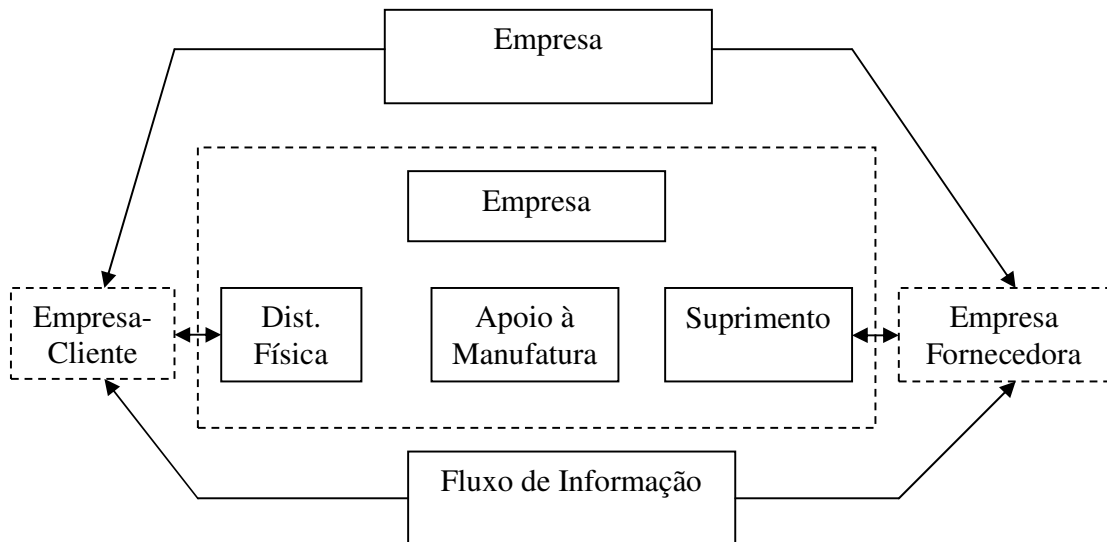 Empresa
Empresa
Empresa-
Cliente
Dist.
Física
Apoio à
Manufatura
Suprimento
Empresa
Fornecedora
Fluxo de Informação